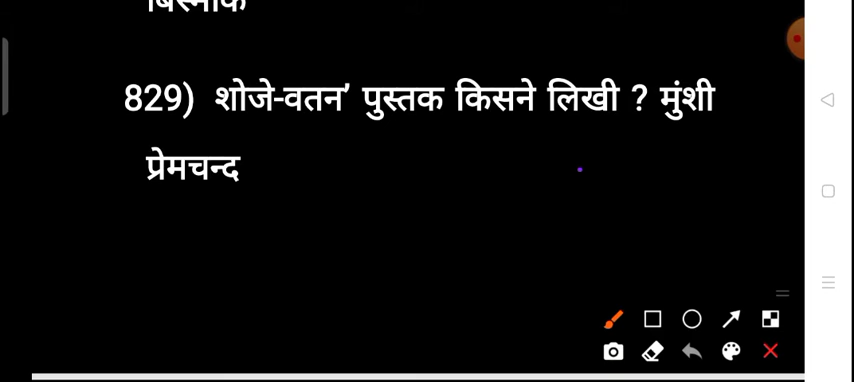 बिस्मार्क
829) शोजे-वतन’ पुस्तक किसने लिखी ? मुंशी
प्रेमचन्द